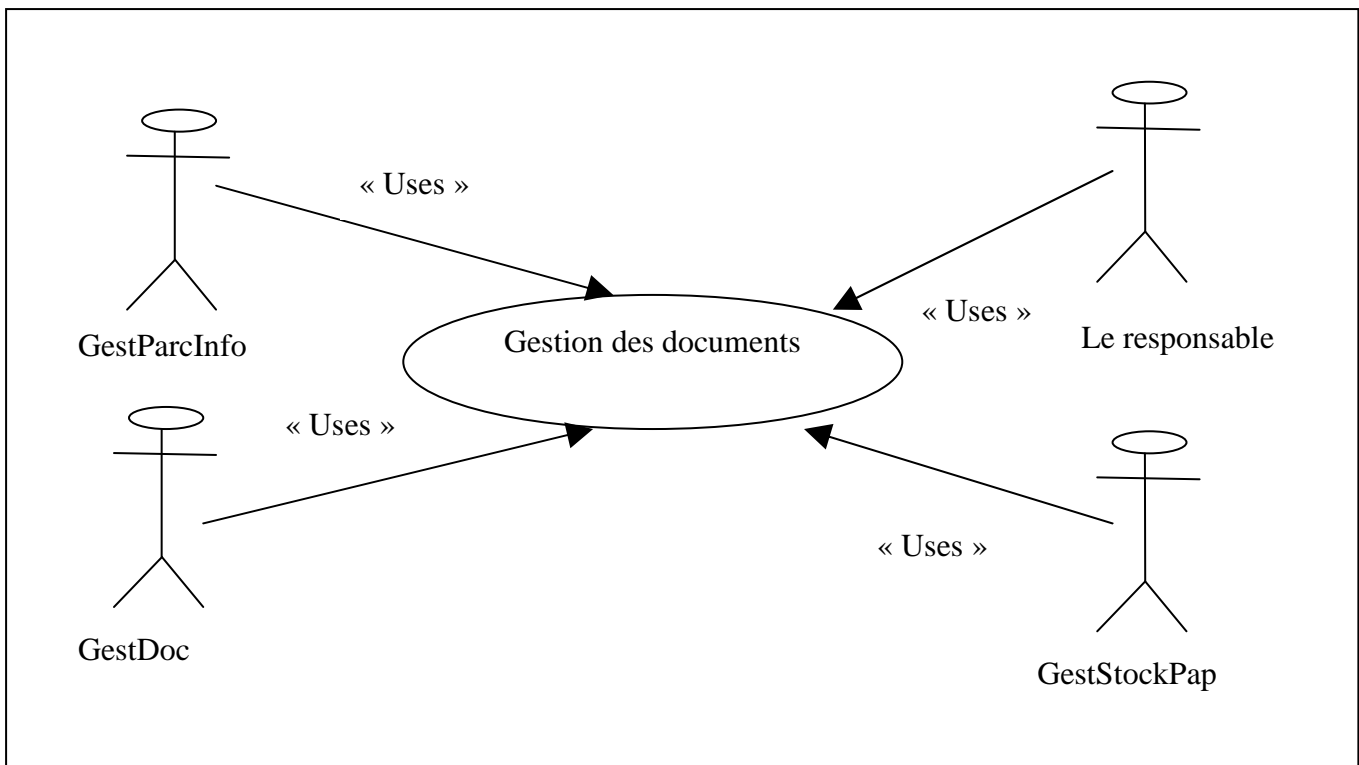 « Uses »
« Uses »
Gestion des documents
Le responsable
GestParcInfo
« Uses »
« Uses »
GestDoc
GestStockPap